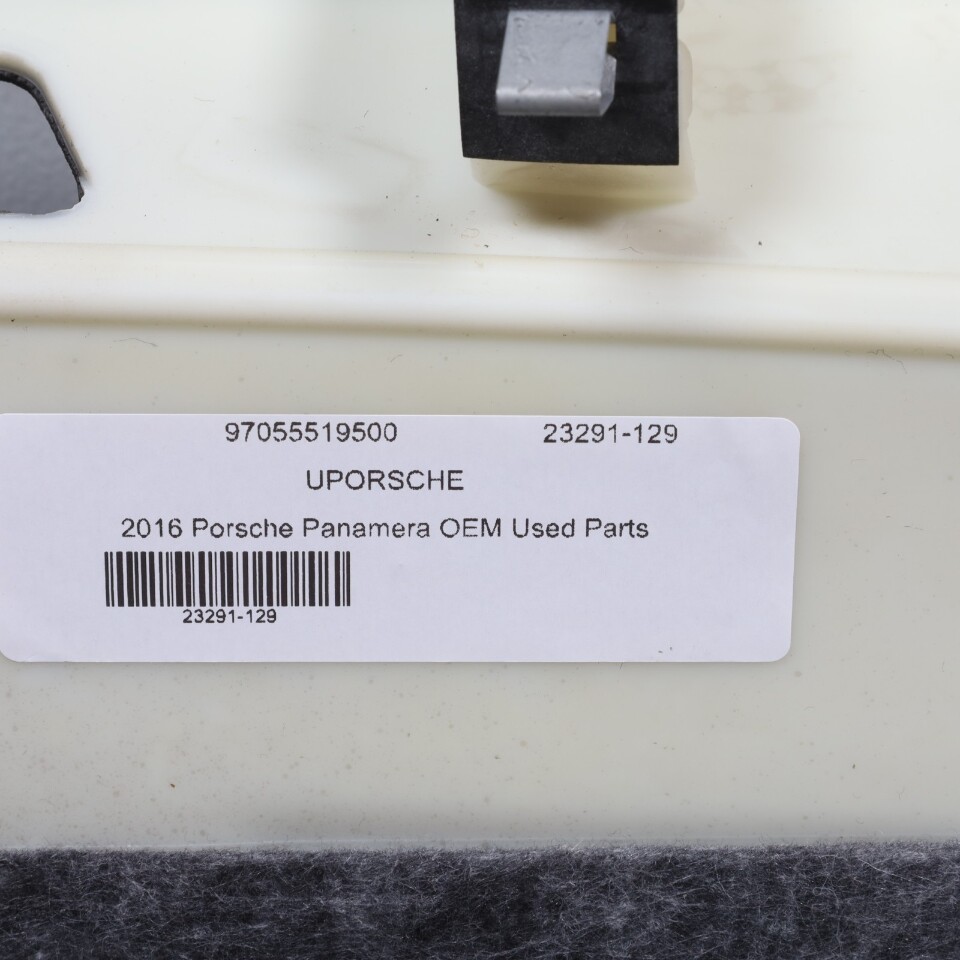 97055519500 23291-129
UPORSCHE
2016 Porsche Panamera OEM Used Parts
23291-129